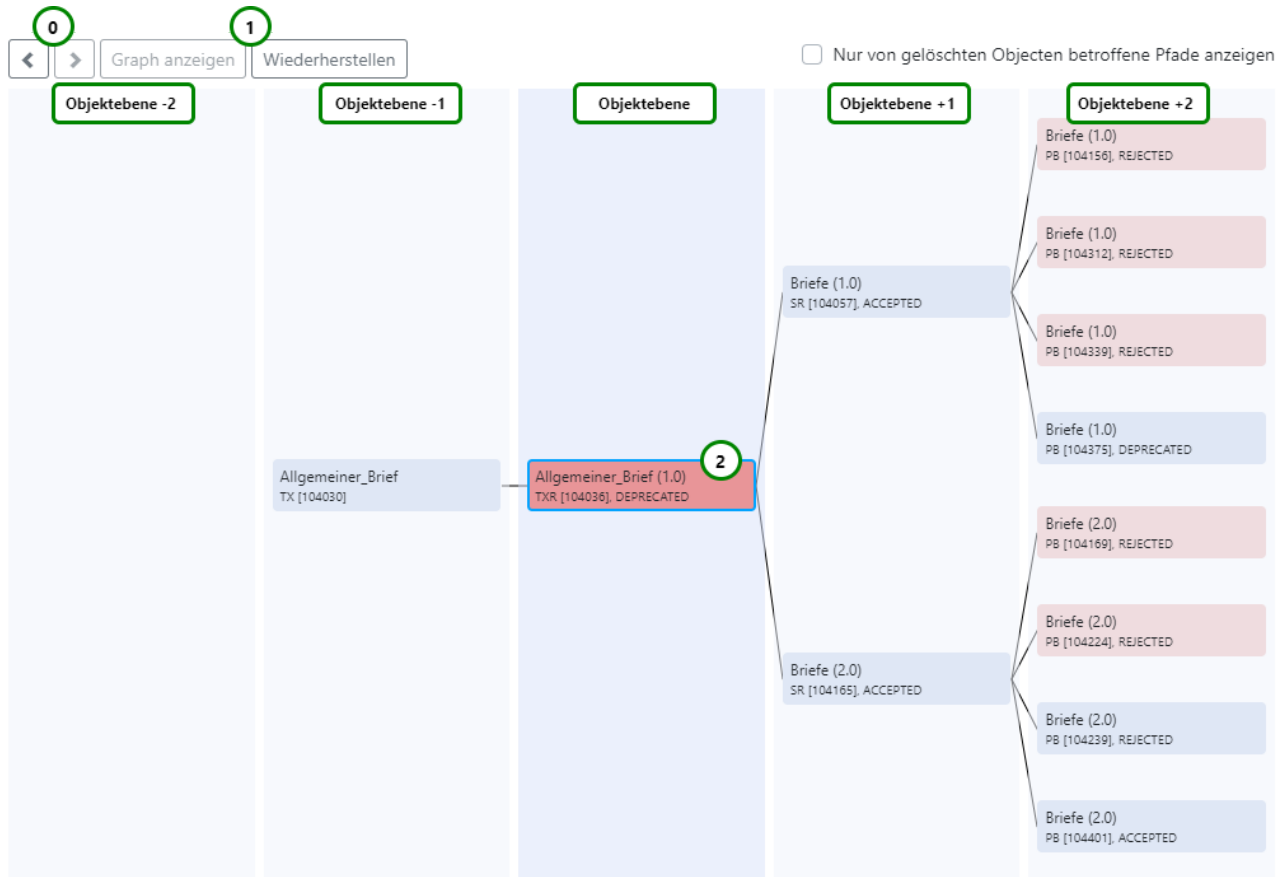 0
1
Graph anzeigen
Wiederherstellen
Nur von gelöschten Objecten betroffene Pfade anzeigen
Objektebene -2
Objektebene -1
Objektebene
Objektebene +1
Objektebene +2
Allgemeiner_Brief
TX [104030]
2
Allgemeiner_Brief (1.0)
TXR [104036], DEPRECATED
Briefe (1.0)
SR [104057], ACCEPTED
Briefe (2.0)
SR [104165], ACCEPTED
Briefe (1.0)
PB [104156], REJECTED
Briefe (1.0)
PB [104312], REJECTED
Briefe (1.0)
PB [104339], REJECTED
Briefe (1.0)
PB [104375], DEPRECATED
Briefe (2.0)
PB [104169], REJECTED
Briefe (2.0)
PB [104224], REJECTED
Briefe (2.0)
PB [104239], REJECTED
Briefe (2.0)
PB [104401], ACCEPTED